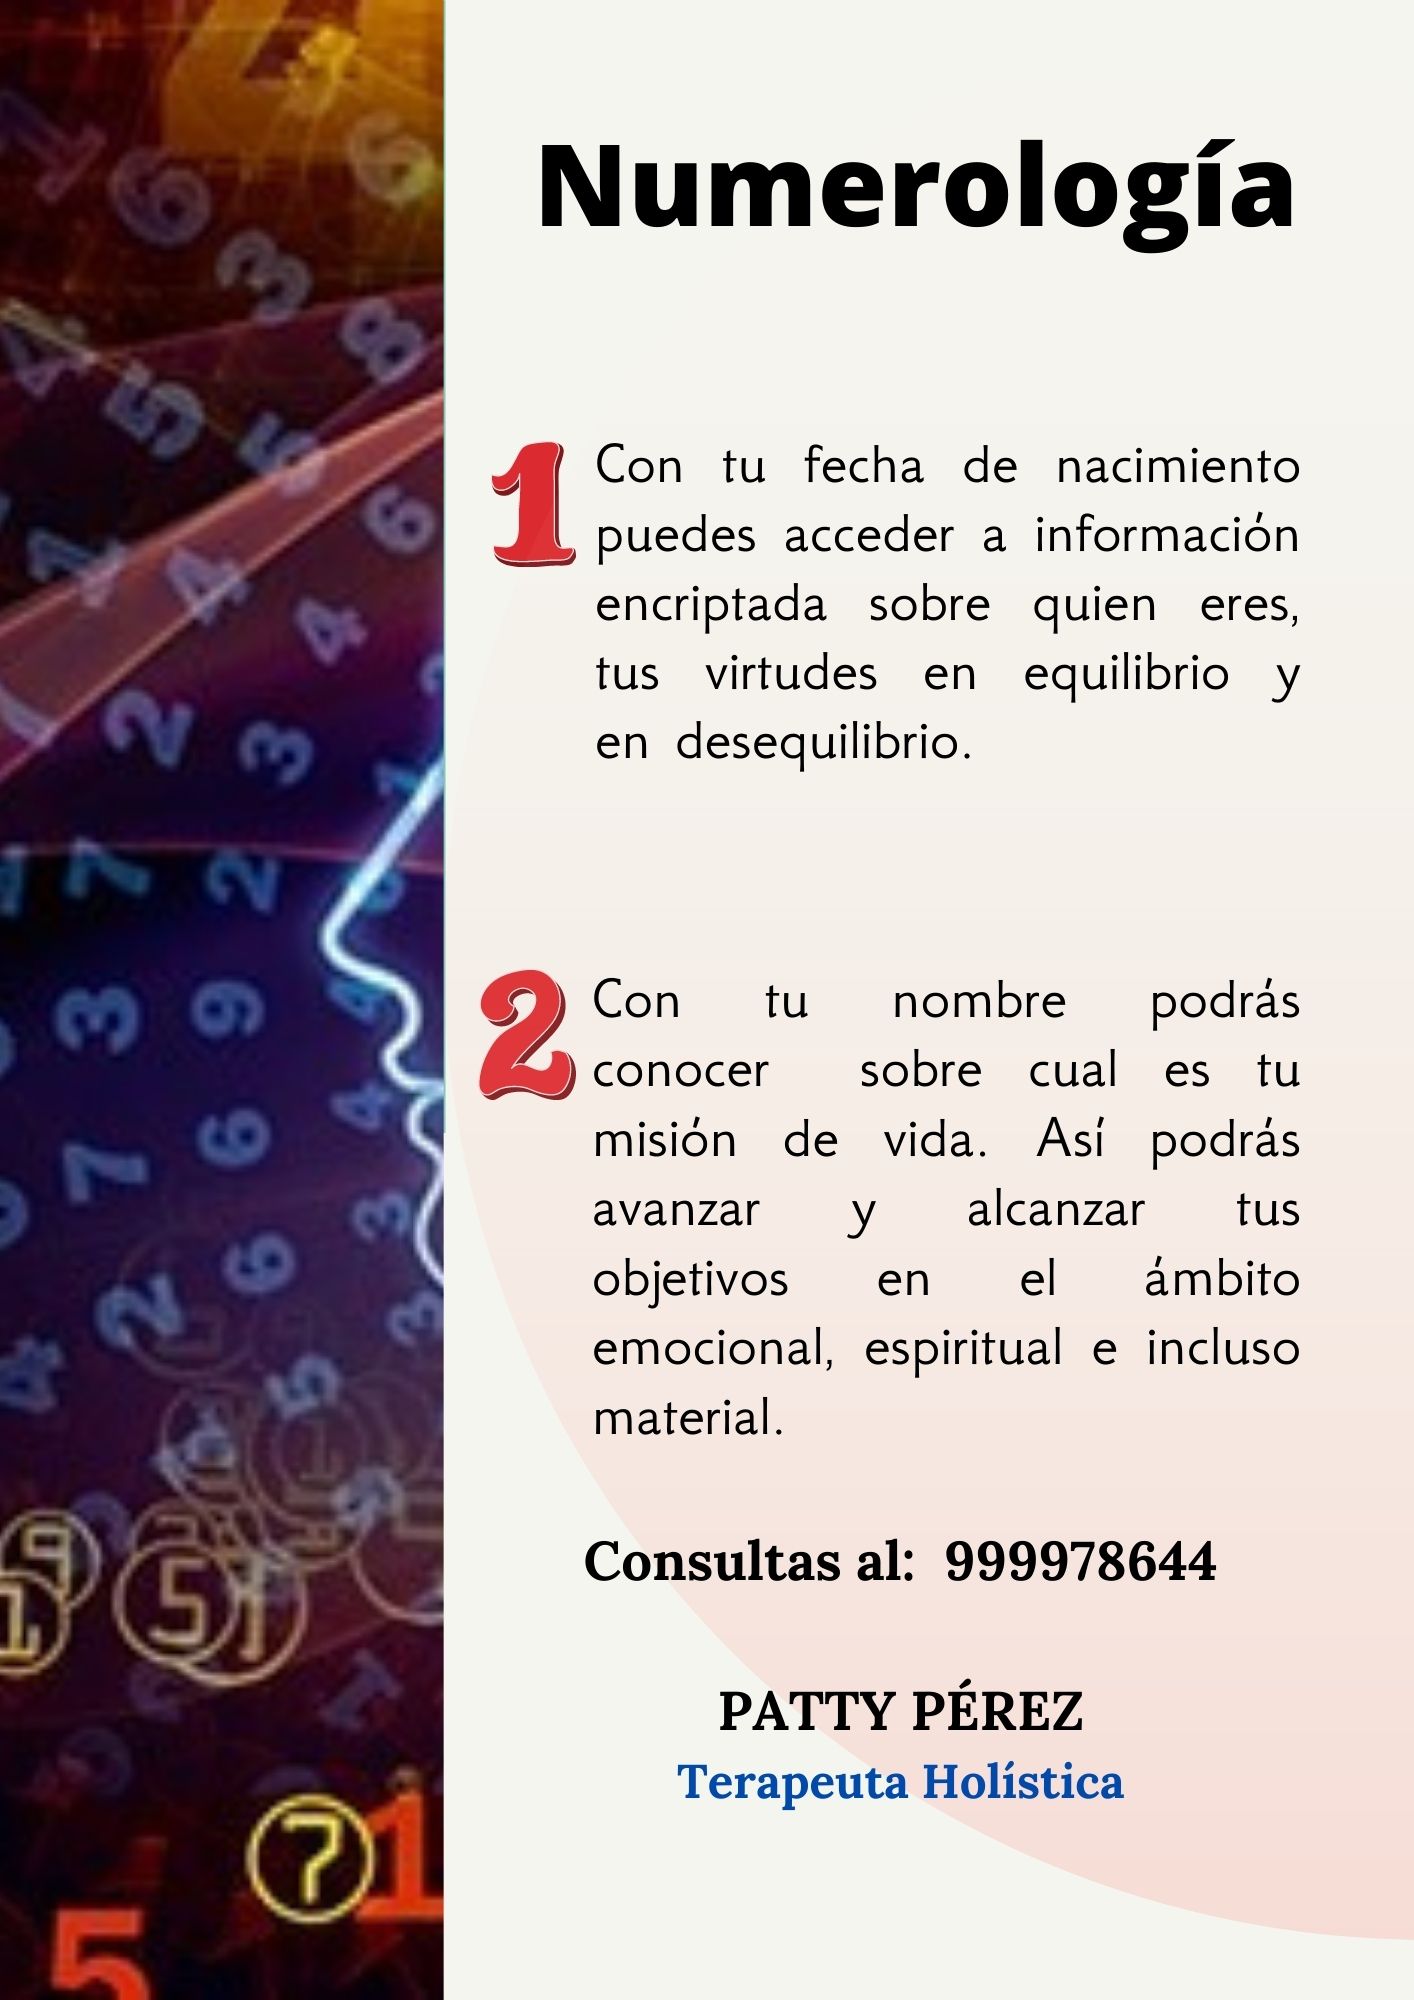 Numerología
1
Con tu fecha de nacimiento
puedes acceder a información
encriptada sobre quien eres,
tus virtudes en equilibrio y
en desequilibrio.
2
Con tu nombre podrás
conocer sobre cual es tu
misión de vida. Así podrás
avanzar y alcanzar tus
objetivos en el ámbito
emocional, espiritual e incluso
material.
Consultas al: 999978644
PATTY PÉREZ
Terapeuta Holística